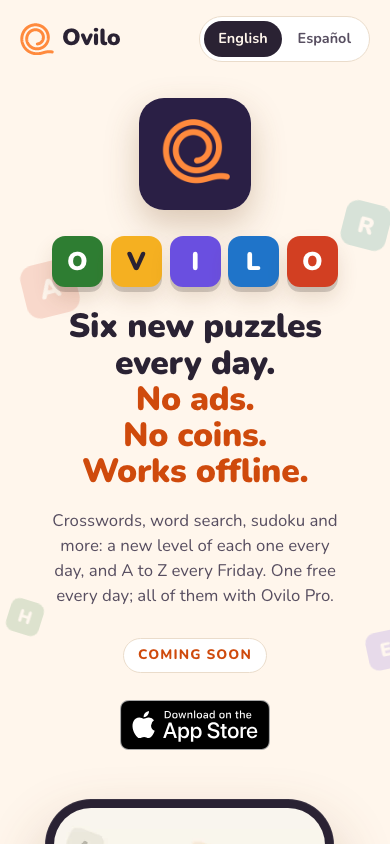 Ovilo
English
Español
R
A
O V I L O
Six new puzzles
every day.
No ads.
No coins.
Works offline.
Crosswords, word search, sudoku and
more: a new level of each one every
day, and A to Z every Friday. One free
every day; all of them with Ovilo Pro.
H
E
COMING SOON
Download on the
App Store